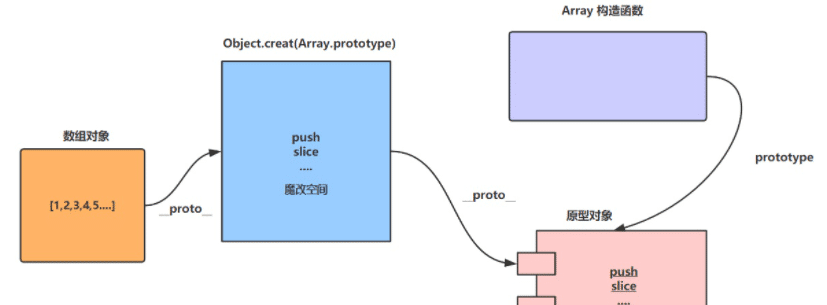 Array 构造函数
Object.creat(Array.prototype)
数组对象
push
slice
....
魔改空间
prototype
[1,2,3,4,5....]
__proto__
__proto__
原型对象
push
slice
....